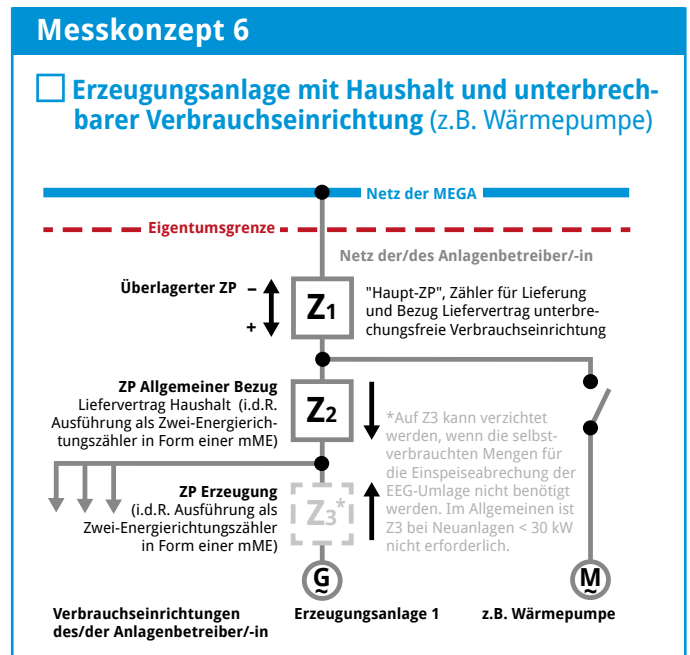 Messkonzept 6
Erzeugungsanlage mit Haushalt und unterbrech-
barer Verbrauchseinrichtung (z.B. Wärmepumpe)
Netz der MEGA
Eigentumsgrenze
Netz der/des Anlagenbetreiber/-in
Überlagerter ZP
–
+
Z1
"Haupt-ZP", Zähler für Lieferung
und Bezug Liefervertrag unterbre-
chungsfreie Verbrauchseinrichtung
ZP Allgemeiner Bezug
Liefervertrag Haushalt (i.d.R.
Ausführung als Zwei-Energierich-
tungszähler in Form einer mME)
Z2
*Auf Z3 kann verzichtet
werden, wenn die selbst-
verbrauchten Mengen für
die Einspeiseabrechung der
EEG-Umlage nicht benötigt
werden. Im Allgemeinen ist
Z3 bei Neuanlagen < 30 kW
nicht erforderlich.
ZP Erzeugung
(i.d.R. Ausführung als
Zwei-Energierichtungszähler
in Form einer mME)
Z3*
G
~
M
~
Verbrauchseinrichtungen
des/der Anlagenbetreiber/-in
Erzeugungsanlage 1
z.B. Wärmepumpe